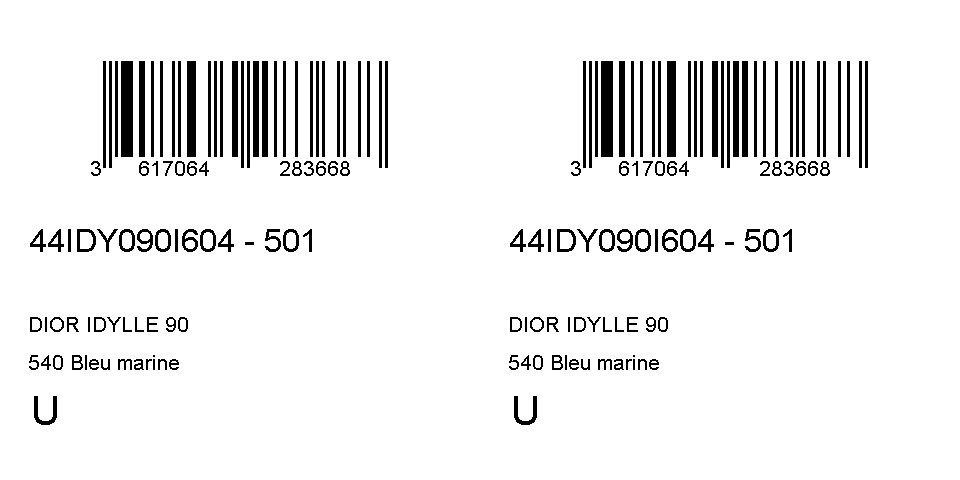 3 617064 283668
3 617064 283668
44IDY090I604 - 501
44IDY090I604 - 501
DIOR IDYLLE 90
DIOR IDYLLE 90
540 Bleu marine
540 Bleu marine
U
U